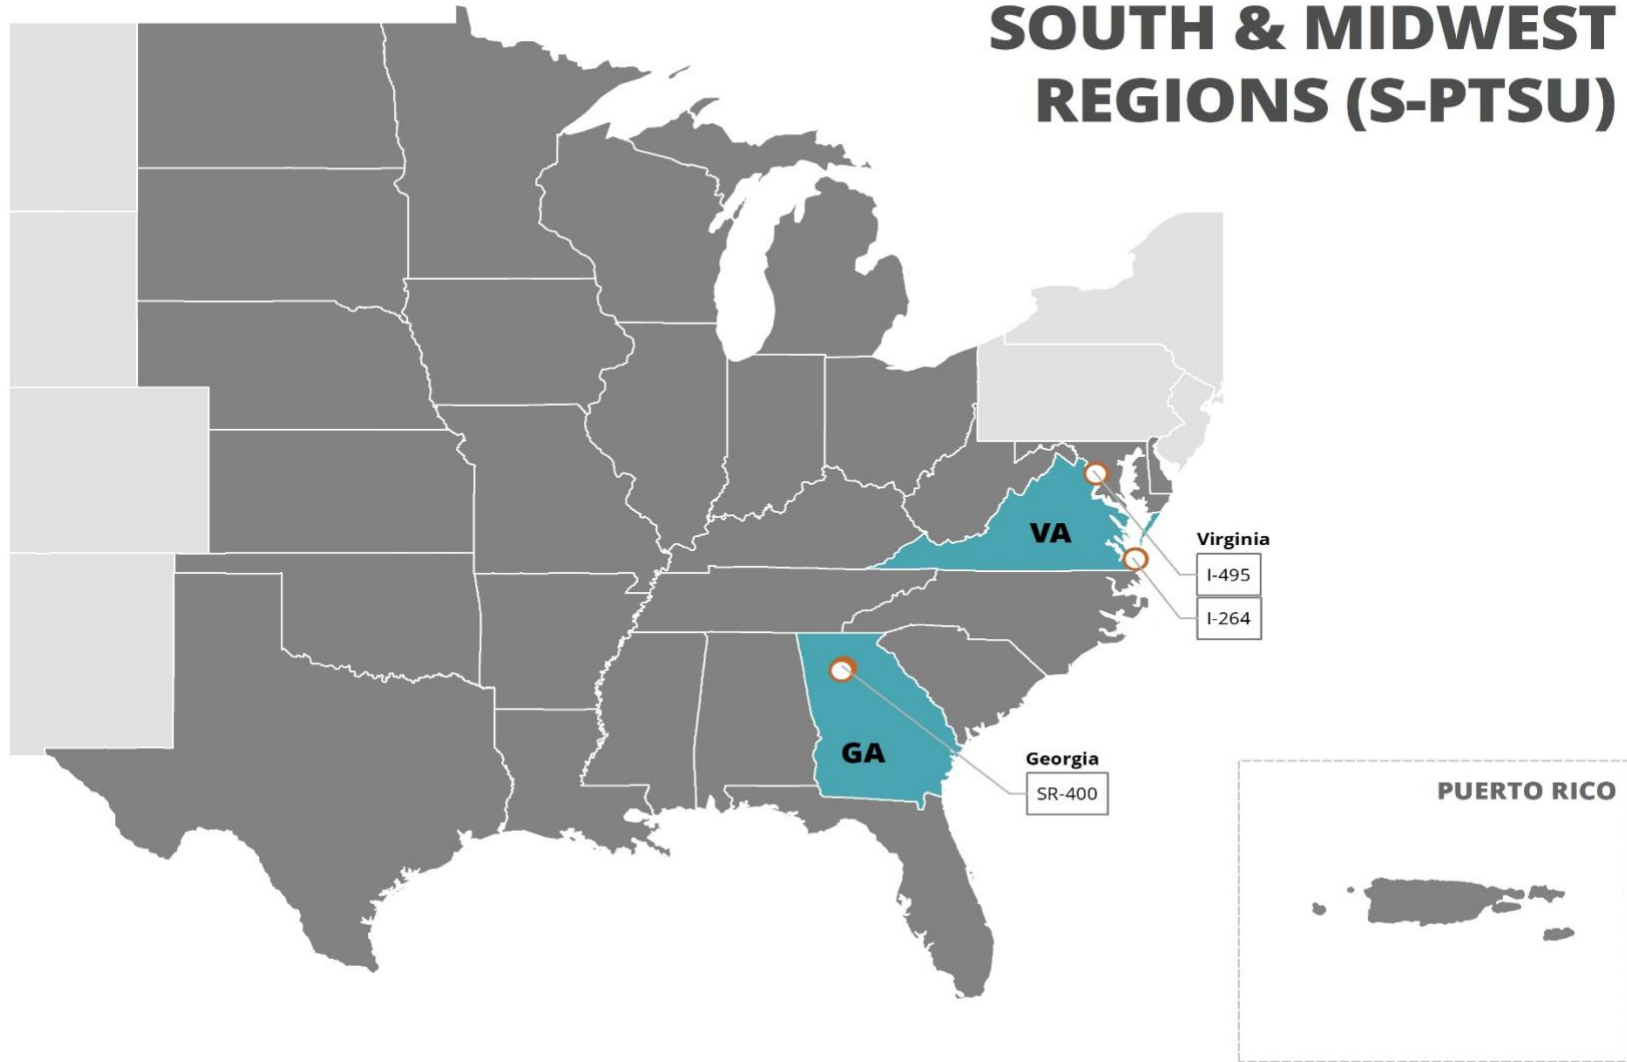 SOUTH & MIDWEST
REGIONS (S-PTSU)
VA
Virginia
I-495
I-264
GA
Georgia
SR-400
PUERTO RICO